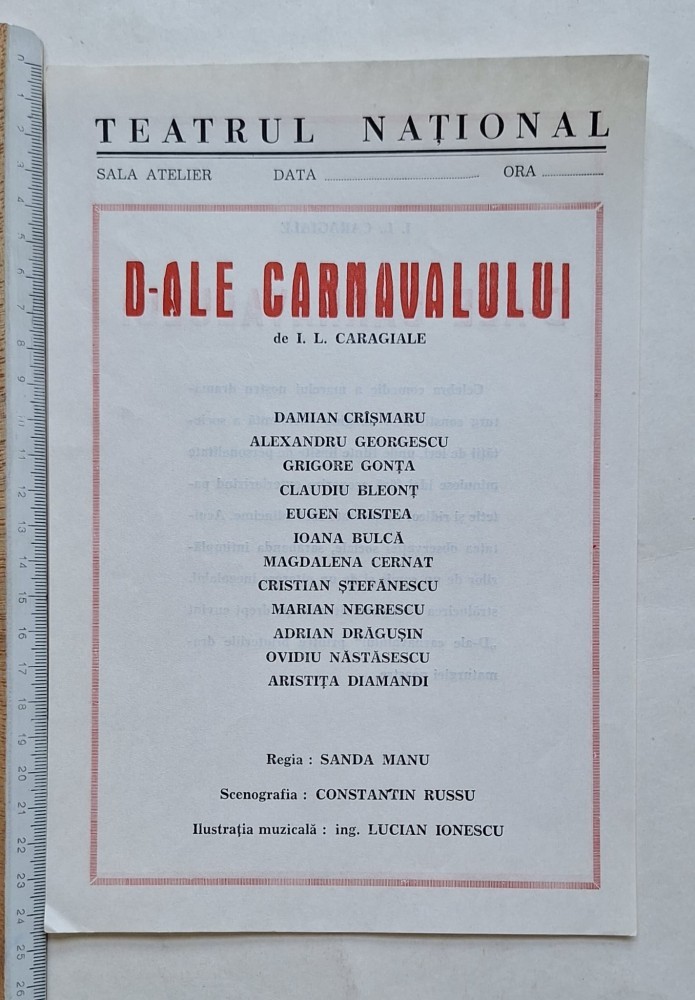 TEATRUL NAȚIONAL
SALA ATELIER DATA ........................ ORA ............
D-ALE CARNAVALULUI
de I. L. CARAGIALE
DAMIAN CRÎȘMARU
ALEXANDRU GEORGESCU
GRIGORE GONȚA
CLAUDIU BLEONȚ
EUGEN CRISTEA
IOANA BULCĂ
MAGDALENA CERNAT
CRISTIAN ȘTEFĂNESCU
MARIAN NEGRESCU
ADRIAN DRĂGUȘIN
OVIDIU NĂSTĂSESCU
ARISTIȚA DIAMANDI
Regia : SANDA MANU
Scenografia : CONSTANTIN RUSSU
Ilustrația muzicală : ing. LUCIAN IONESCU